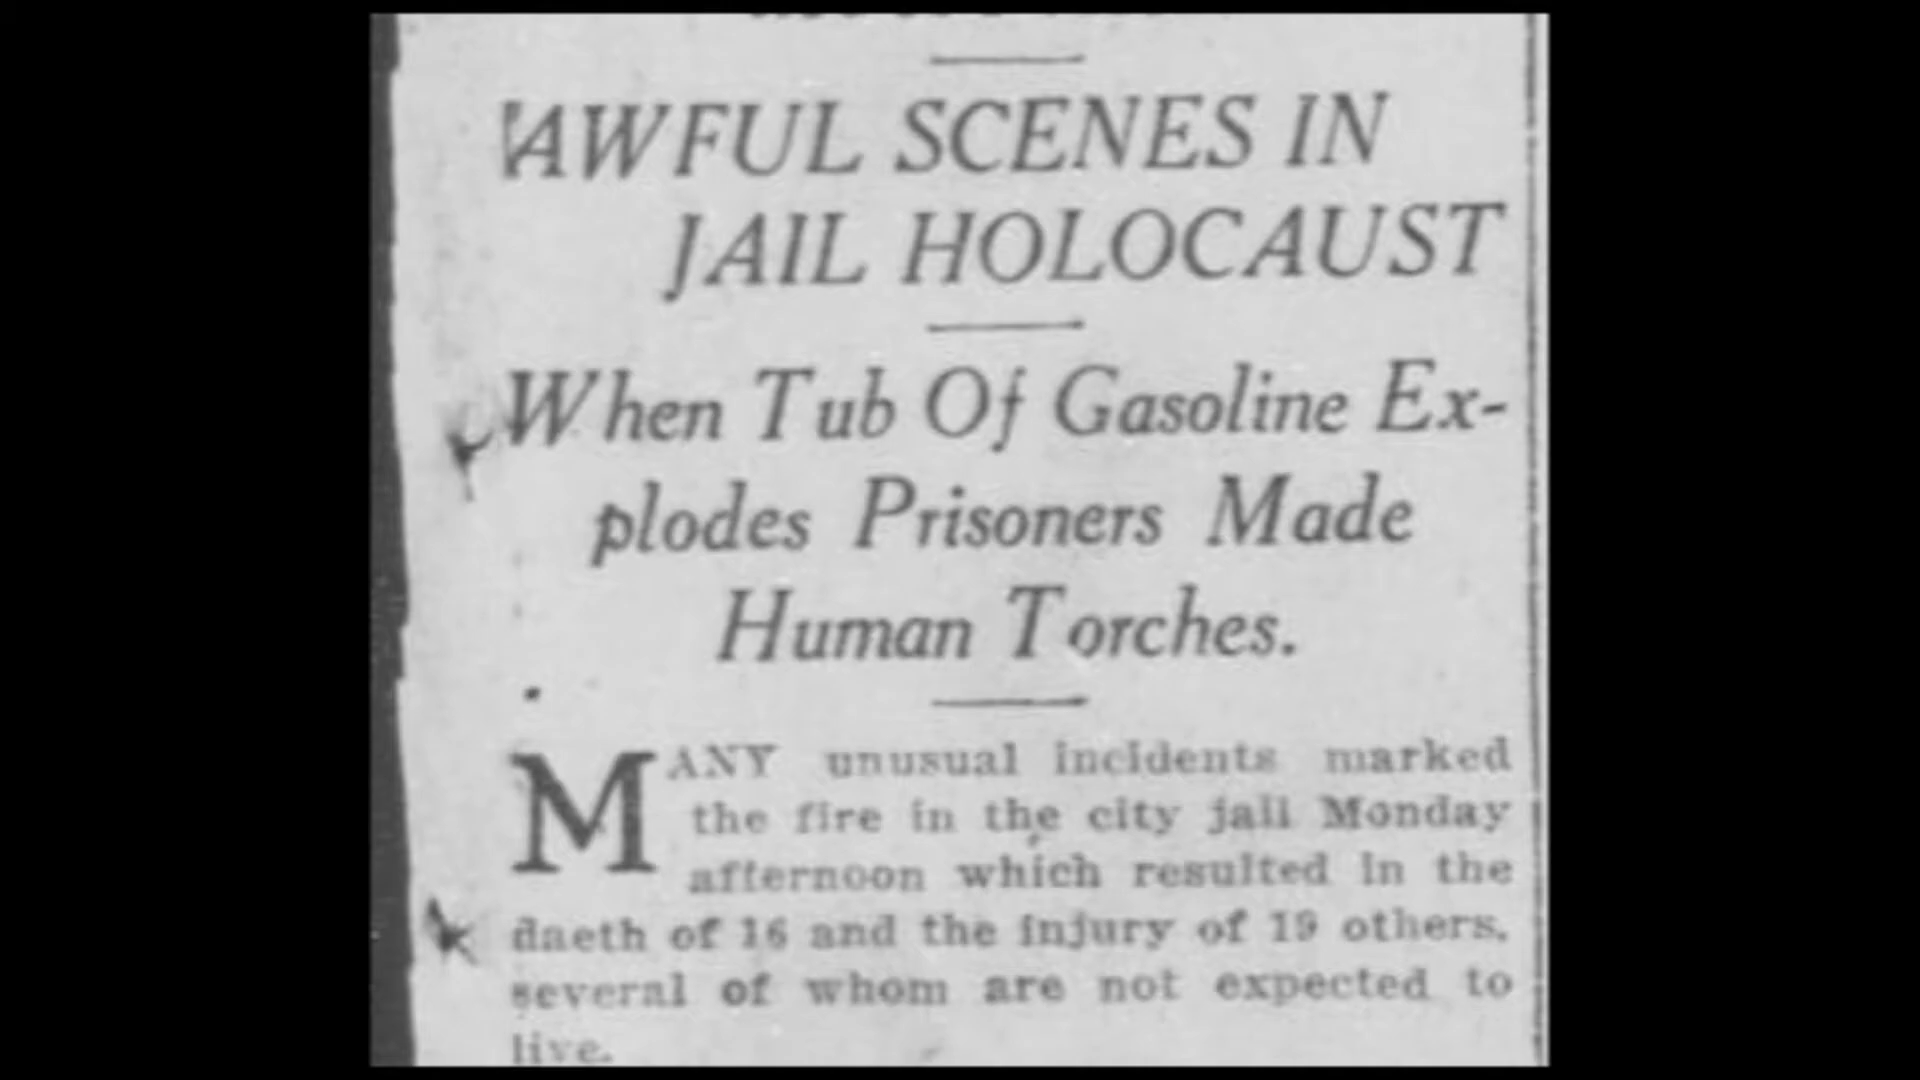 AWFUL SCENES IN
JAIL HOLOCAUST
When Tub Of Gasoline Ex-
plodes Prisoners Made
Human Torches.
MANY unusual incidents marked
the fire in the city jail Monday
afternoon which resulted in the
daeth of 16 and the injury of 19 others,
several of whom are not expected to
live.